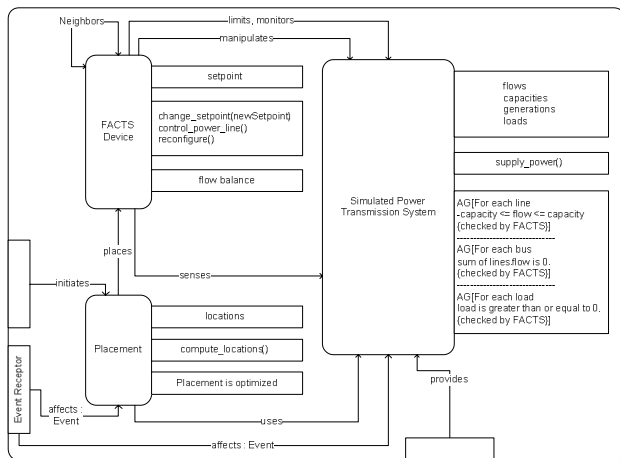 Neighbors
limits, monitors
manipulates
FACTS
Device
setpoint
change_setpoint(newSetpoint)
control_power_line()
reconfigure()
flow balance
Simulated Power
Transmission System
flows
capacities
generations
loads
supply_power()
AG[For each line
-capacity <= flow <= capacity
{checked by FACTS}]
------------------------------
AG[For each bus
sum of lines.flow is 0.
{checked by FACTS}]
------------------------------
AG[For each load
load is greater than or equal to 0.
{checked by FACTS}]
places
senses
initiates
Placement
locations
compute_locations()
Placement is optimized
provides
Event Receptor
affects :
Event
uses
affects : Event